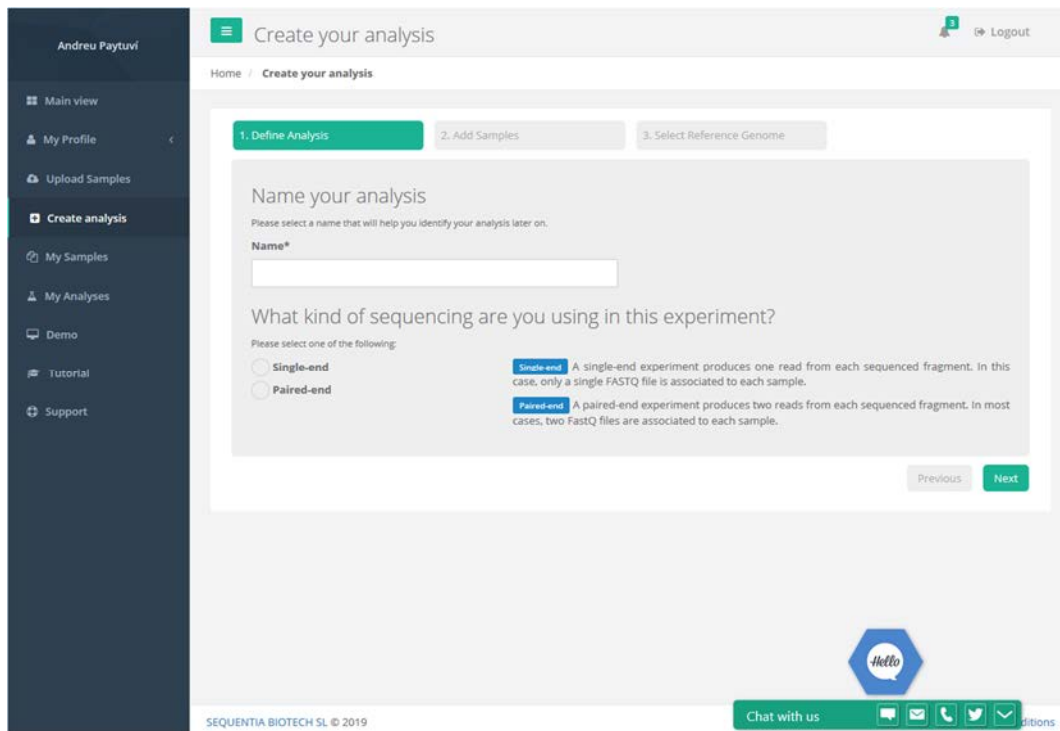 Andreu Paytuví
Main view
My Profile
Upload Samples
Create analysis
My Samples
My Analyses
Demo
Tutorial
Support
Create your analysis
3
Logout
Home / Create your analysis
1. Define Analysis
2. Add Samples
3. Select Reference Genome
Name your analysis
Please select a name that will help you identify your analysis later on.
Name*
What kind of sequencing are you using in this experiment?
Please select one of the following:
Single-end
Paired-end
Single-end A single-end experiment produces one read from each sequenced fragment. In this
case, only a single FASTQ file is associated to each sample.
Paired-end A paired-end experiment produces two reads from each sequenced fragment. In most
cases, two FastQ files are associated to each sample.
Previous
Next
Hello
Chat with us
SEQUENTIA BIOTECH SL © 2019
ditions